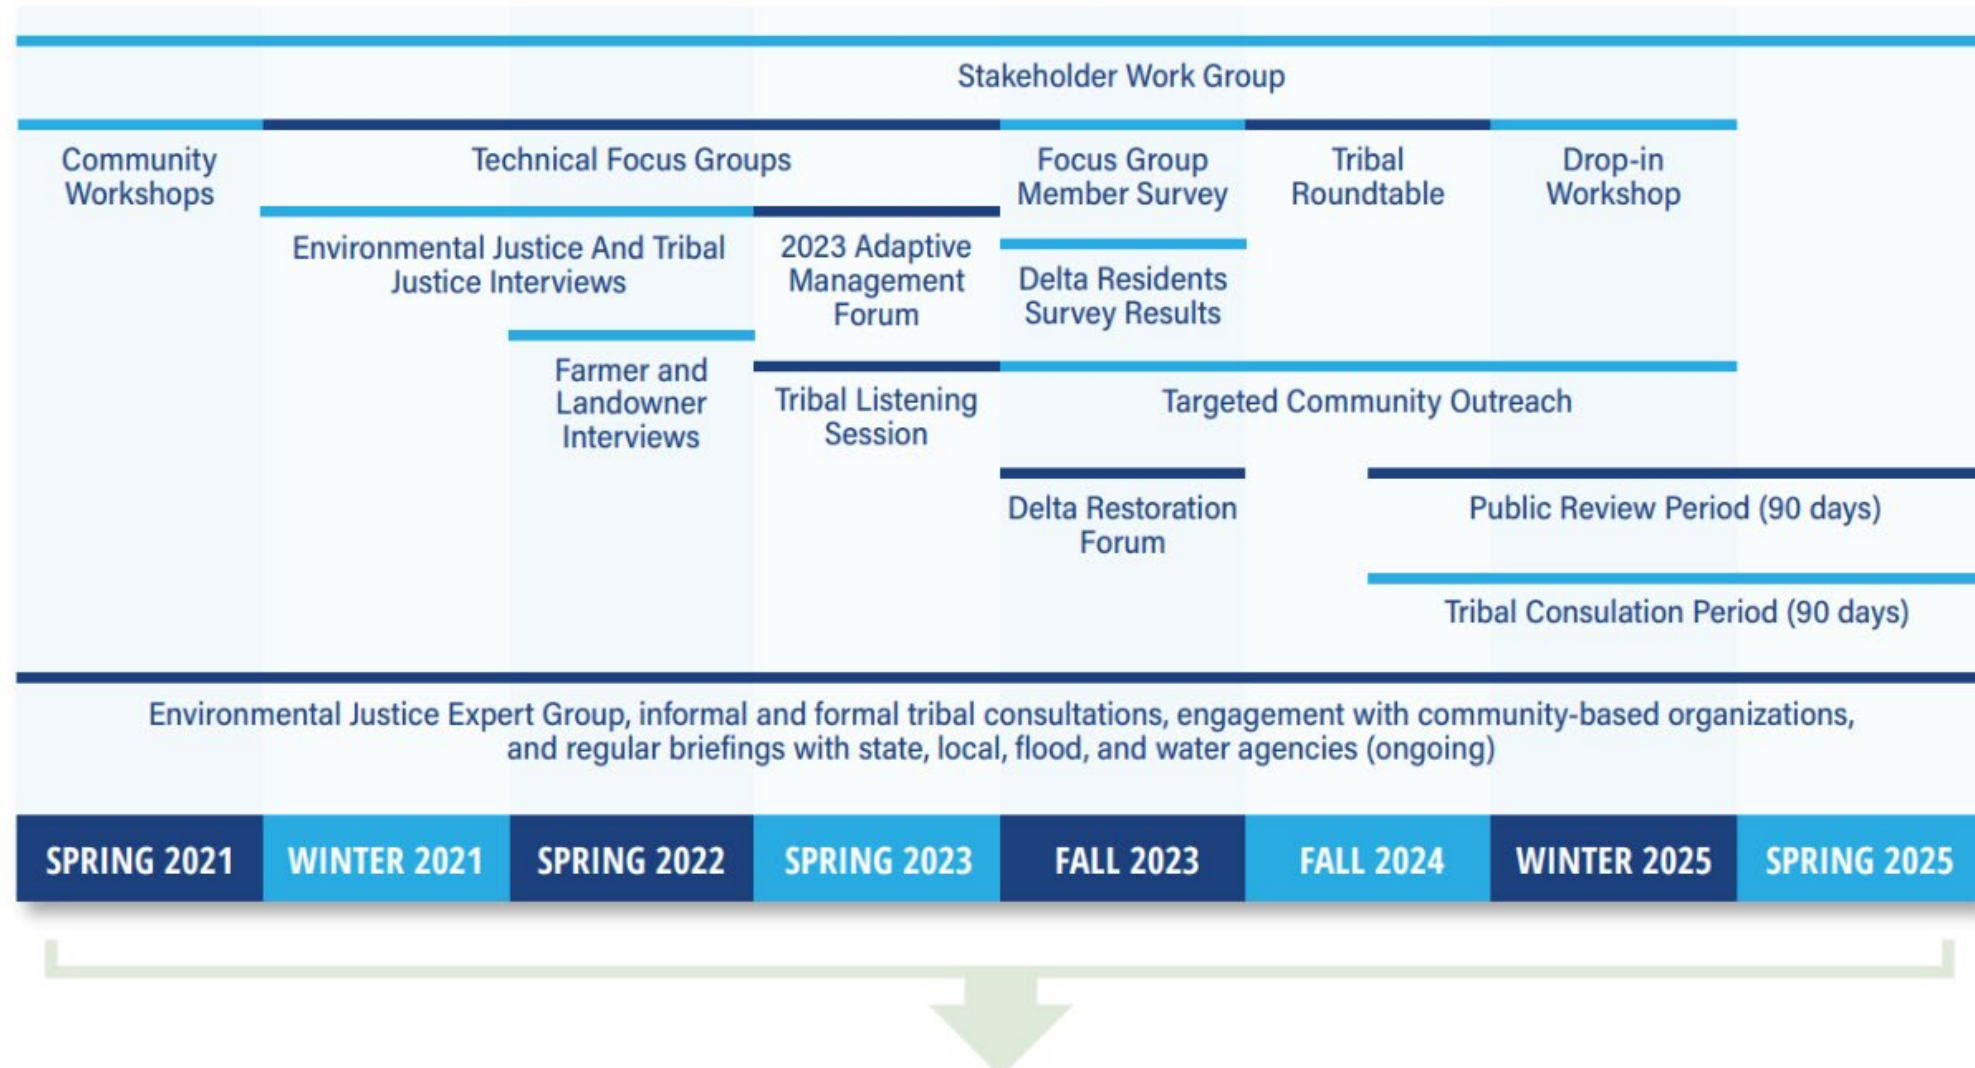 Stakeholder Work Group
Community
Workshops
Technical Focus Groups
Focus Group
Member Survey
Tribal
Roundtable
Drop-in
Workshop
Environmental Justice And Tribal
Justice Interviews
2023 Adaptive
Management
Forum
Delta Residents
Survey Results
Farmer and
Landowner
Interviews
Tribal Listening
Session
Targeted Community Outreach
Delta Restoration
Forum
Public Review Period (90 days)
Tribal Consulation Period (90 days)
Environmental Justice Expert Group, informal and formal tribal consultations, engagement with community-based organizations,
and regular briefings with state, local, flood, and water agencies (ongoing)
SPRING 2021
WINTER 2021
SPRING 2022
SPRING 2023
FALL 2023
FALL 2024
WINTER 2025
SPRING 2025